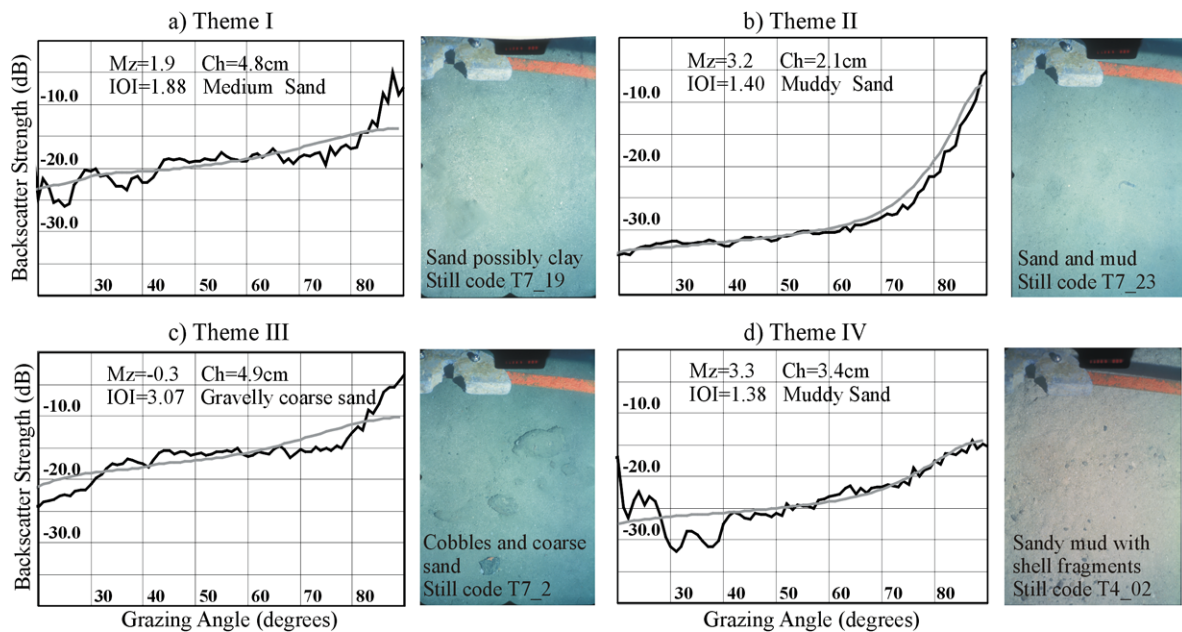 a) Theme I
b) Theme II
Backscatter Strength (dB)
Mz=1.9 Ch=4.8cm
IOI=1.88 Medium Sand
-10.0
-20.0
-30.0
30 40 50 60 70 80
Sand possibly clay
Still code T7_19
Mz=3.2 Ch=2.1cm
IOI=1.40 Muddy Sand
-10.0
-20.0
-30.0
30 40 50 60 70 80
Sand and mud
Still code T7_23
c) Theme III
d) Theme IV
Backscatter Strength (dB)
Mz=-0.3 Ch=4.9cm
IOI=3.07 Gravelly coarse sand
-10.0
-20.0
-30.0
30 40 50 60 70 80
Grazing Angle (degrees)
Cobbles and coarse
sand
Still code T7_2
Mz=3.3 Ch=3.4cm
IOI=1.38 Muddy Sand
-10.0
-20.0
-30.0
30 40 50 60 70 80
Grazing Angle (degrees)
Sandy mud with
shell fragments
Still code T4_02